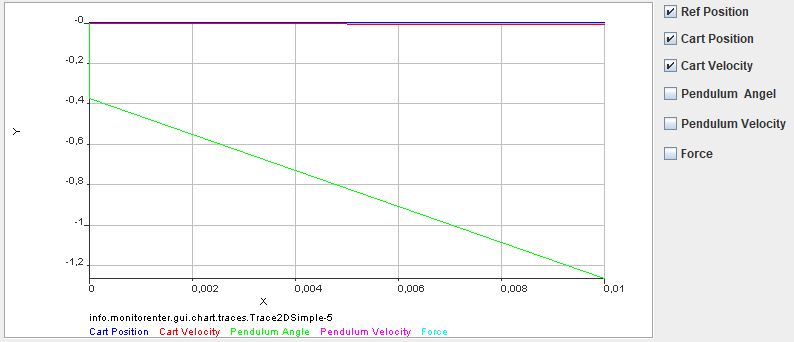 -0
-0,2
-0,4
-0,6
-0,8
-1
-1,2
Y
0
0,002
0,004
0,006
0,008
0,01
X
info.monitorenter.gui.chart.traces.Trace2DSimple-5
Cart Position Cart Velocity Pendulum Angle Pendulum Velocity Force
Ref Position
Cart Position
Cart Velocity
Pendulum Angel
Pendulum Velocity
Force